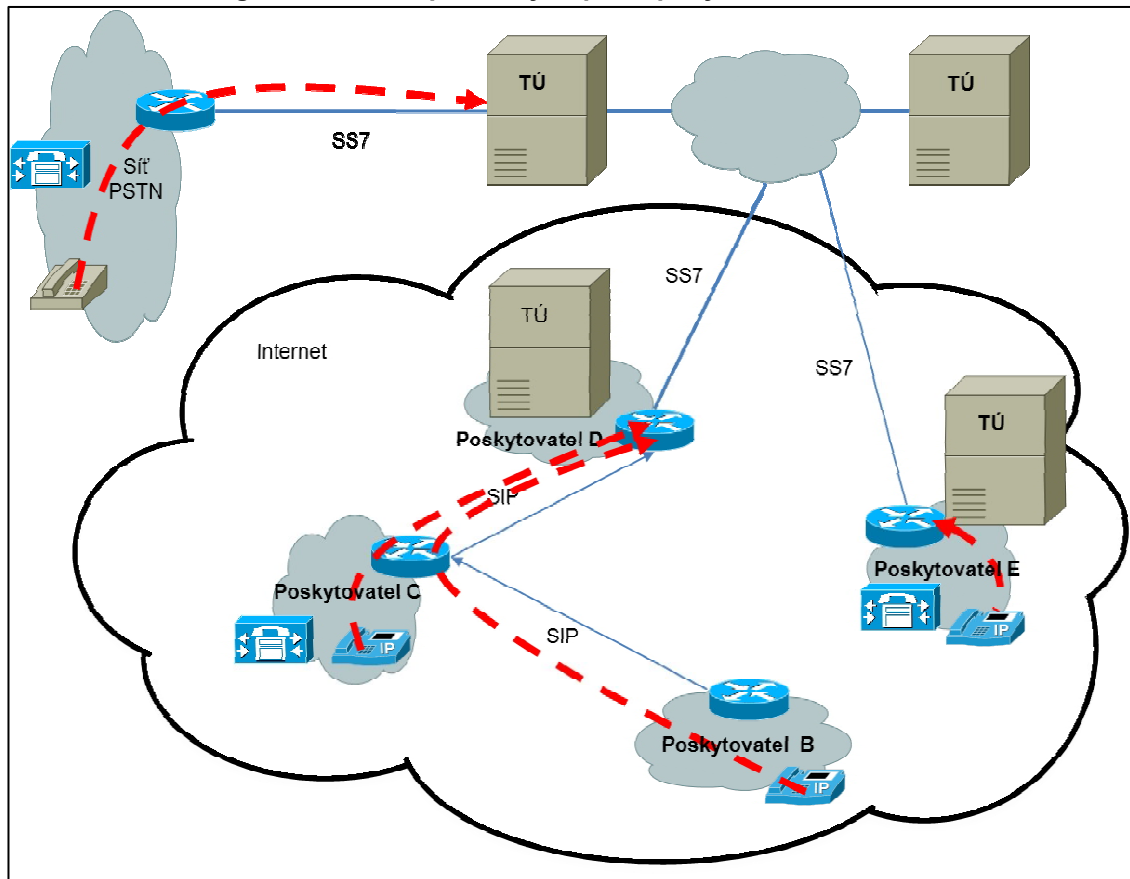 TÚ
TÚ
SS7
Síť
PSTN
SS7
TÚ
Internet
SS7
TÚ
Poskytovatel D
SIP
Poskytovatel E
Poskytovatel C
IP
IP
SIP
Poskytovatel B
IP